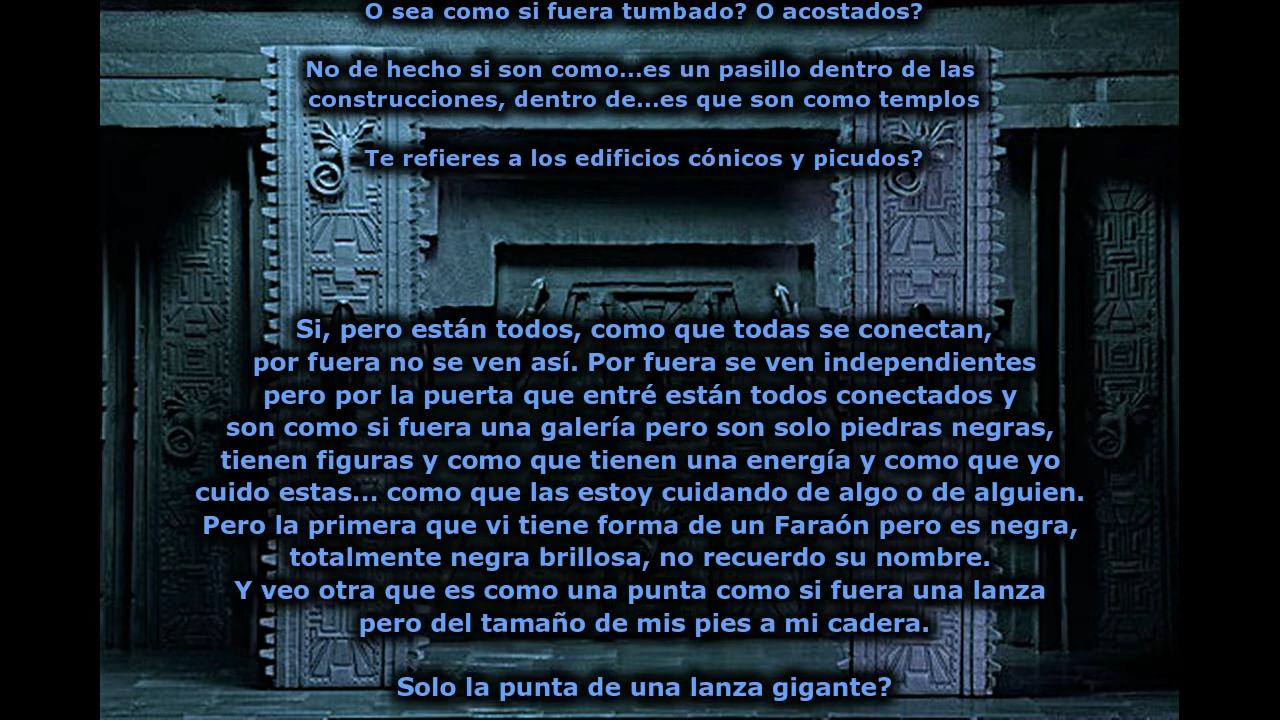 O sea como si fuera tumbado? O acostados?
No de hecho si son como...es un pasillo dentro de las
construcciones, dentro de...es que son como templos
Te refieres a los edificios cónicos y picudos?
Si, pero están todos, como que todas se conectan,
por fuera no se ven así. Por fuera se ven independientes
pero por la puerta que entré están todos conectados y
son como si fuera una galería pero son solo piedras negras,
tienen figuras y como que tienen una energía y como que yo
cuido estas... como que las estoy cuidando de algo o de alguien.
Pero la primera que vi tiene forma de un Faraón pero es negra,
totalmente negra brillosa, no recuerdo su nombre.
Y veo otra que es como una punta como si fuera una lanza
pero del tamaño de mis pies a mi cadera.
Solo la punta de una lanza gigante?